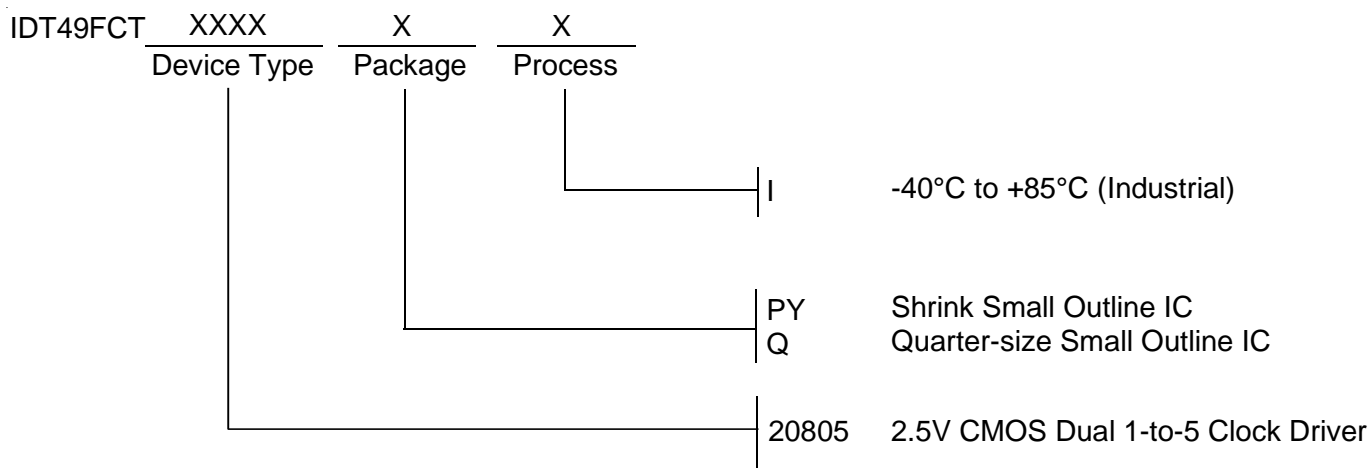 IDT49FCT XXXX X X
Device Type Package Process
I -40°C to +85°C (Industrial)
PY Shrink Small Outline IC
Q Quarter-size Small Outline IC
20805 2.5V CMOS Dual 1-to-5 Clock Driver